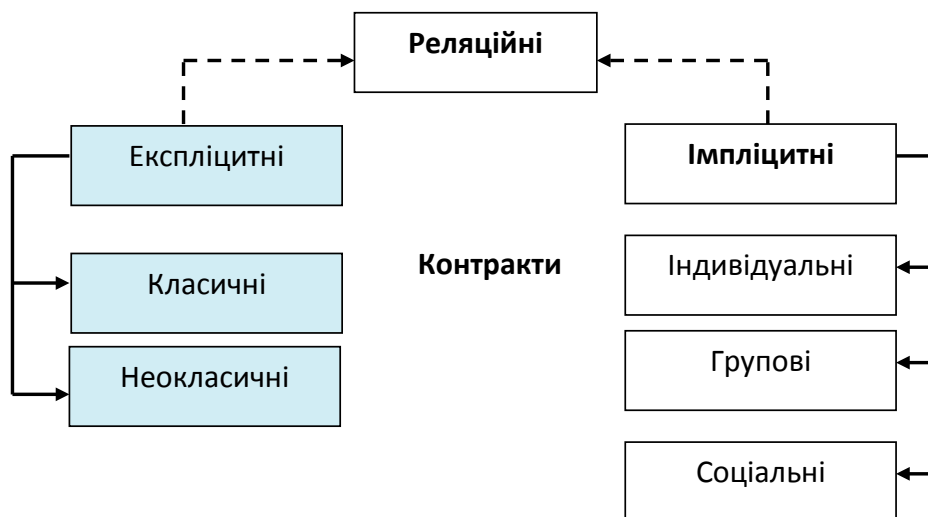 Реляційні
Експліцитні
Імпліцитні
Контракти
Індивідуальні
Класичні
Групові
Неокласичні
Соціальні